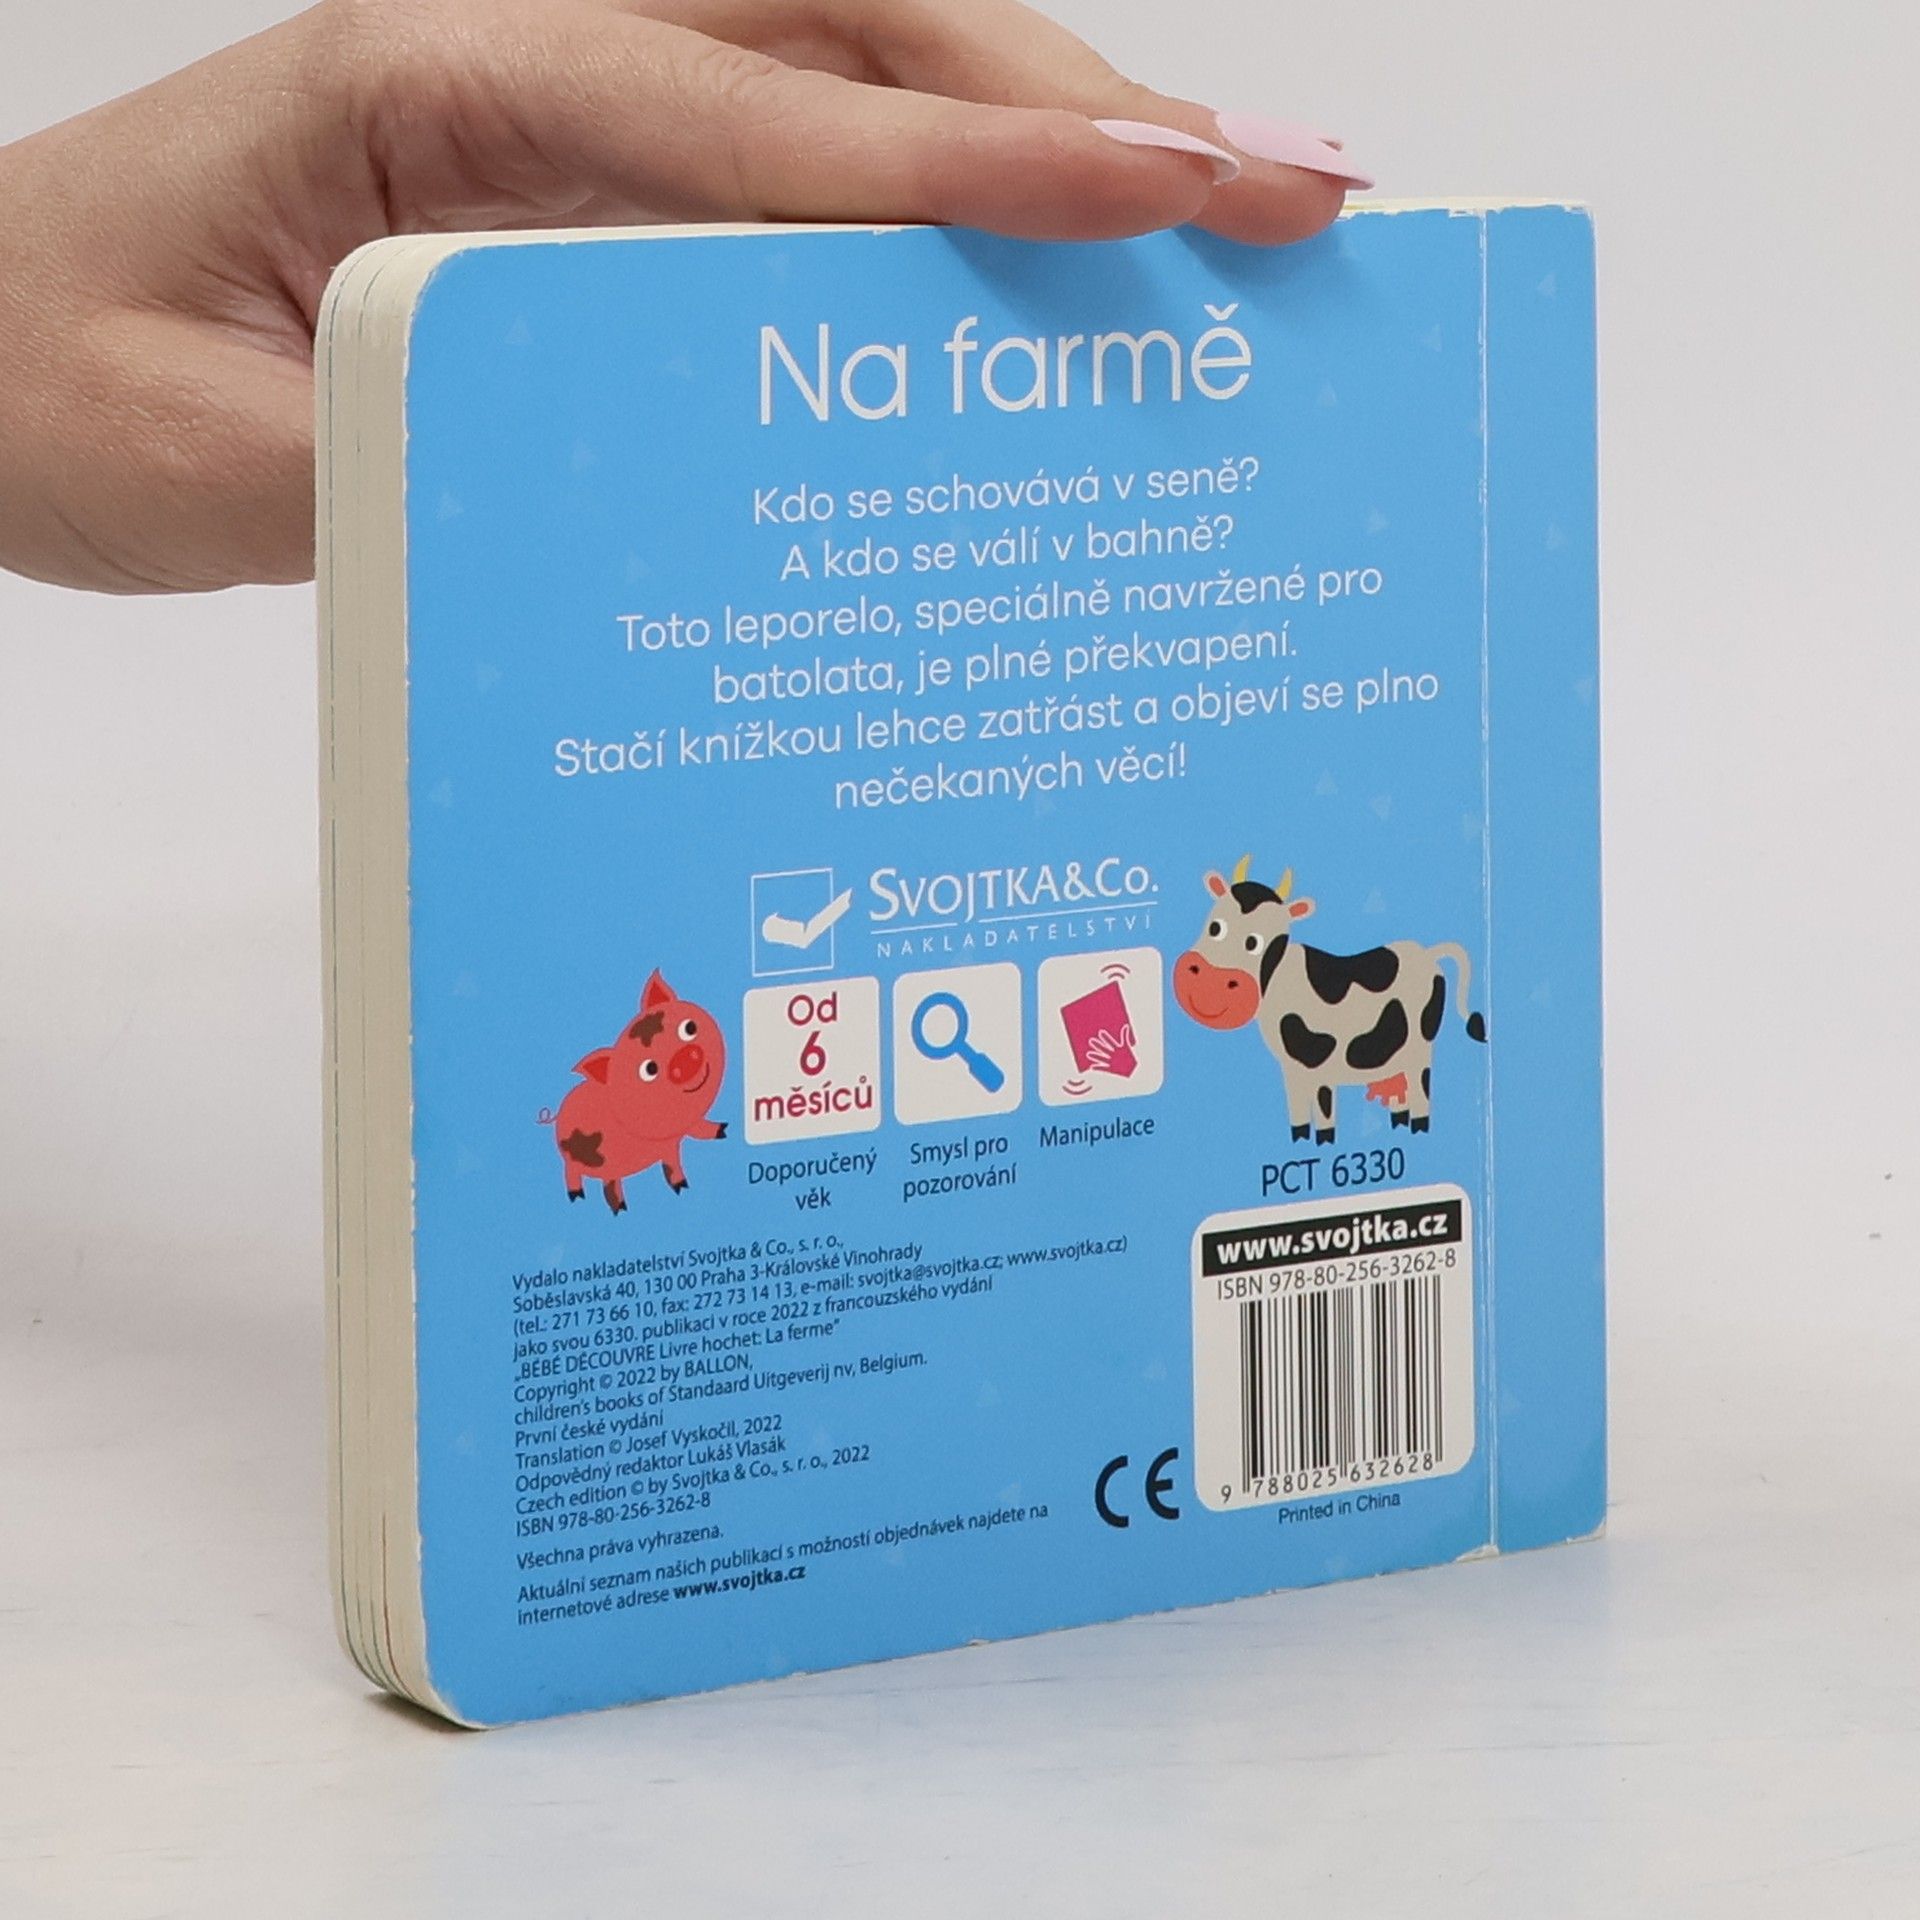 Na farmě
Kdo se schovává v seně?
A kdo se válí v bahně?
Toto leporelo, speciálně navržené pro
batolata, je plné překvapení.
Stačí knížkou lehce zatřást a objeví se plno
nečekaných věcí!
SVOJTKA&CO.
NAKLADATELSTVÍ
Od
6
měsíců
Doporučený
věk
Smysl pro
pozorování
Manipulace
PCT 6330
Vydalo nakladatelství Svojtka & Co., s. r. o.,
Soběslavská 40, 130 00 Praha 3-Královské Vinohrady
(tel.: 271 73 66 10, fax: 272 73 14 13, e-mail: svojtka@svojtka.cz; www.svojtka.cz)
jako svou 6330. publikaci v roce 2022 z francouzského vydání
„BÉBÉ DÉCOUVRE Livre hochet: La ferme"
Copyright © 2022 by BALLON,
children's books of Standaard Uitgeverij nv, Belgium.
První české vydání
Translation © Josef Vyskočil, 2022
Odpovědný redaktor Lukáš Vlasák
Czech edition © by Svojtka & Co., s. r. o., 2022
ISBN 978-80-256-3262-8
Všechna práva vyhrazena.
Aktuální seznam našich publikací s možností objednávek najdete na
internetové adrese www.svojtka.cz
CE
www.svojtka.cz
ISBN 978-80-256-3262-8
9 788025 632628
Printed in China